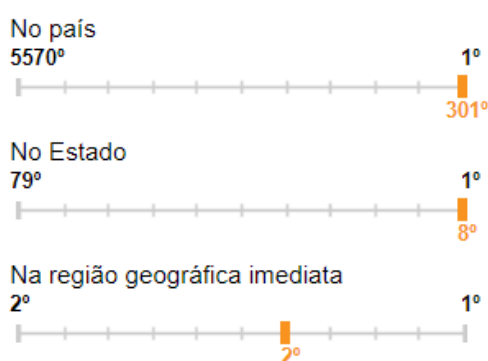 No país
5570º 1º
301º
No Estado
79º 1º
8º
Na região geográfica imediata
2º 1º
2º